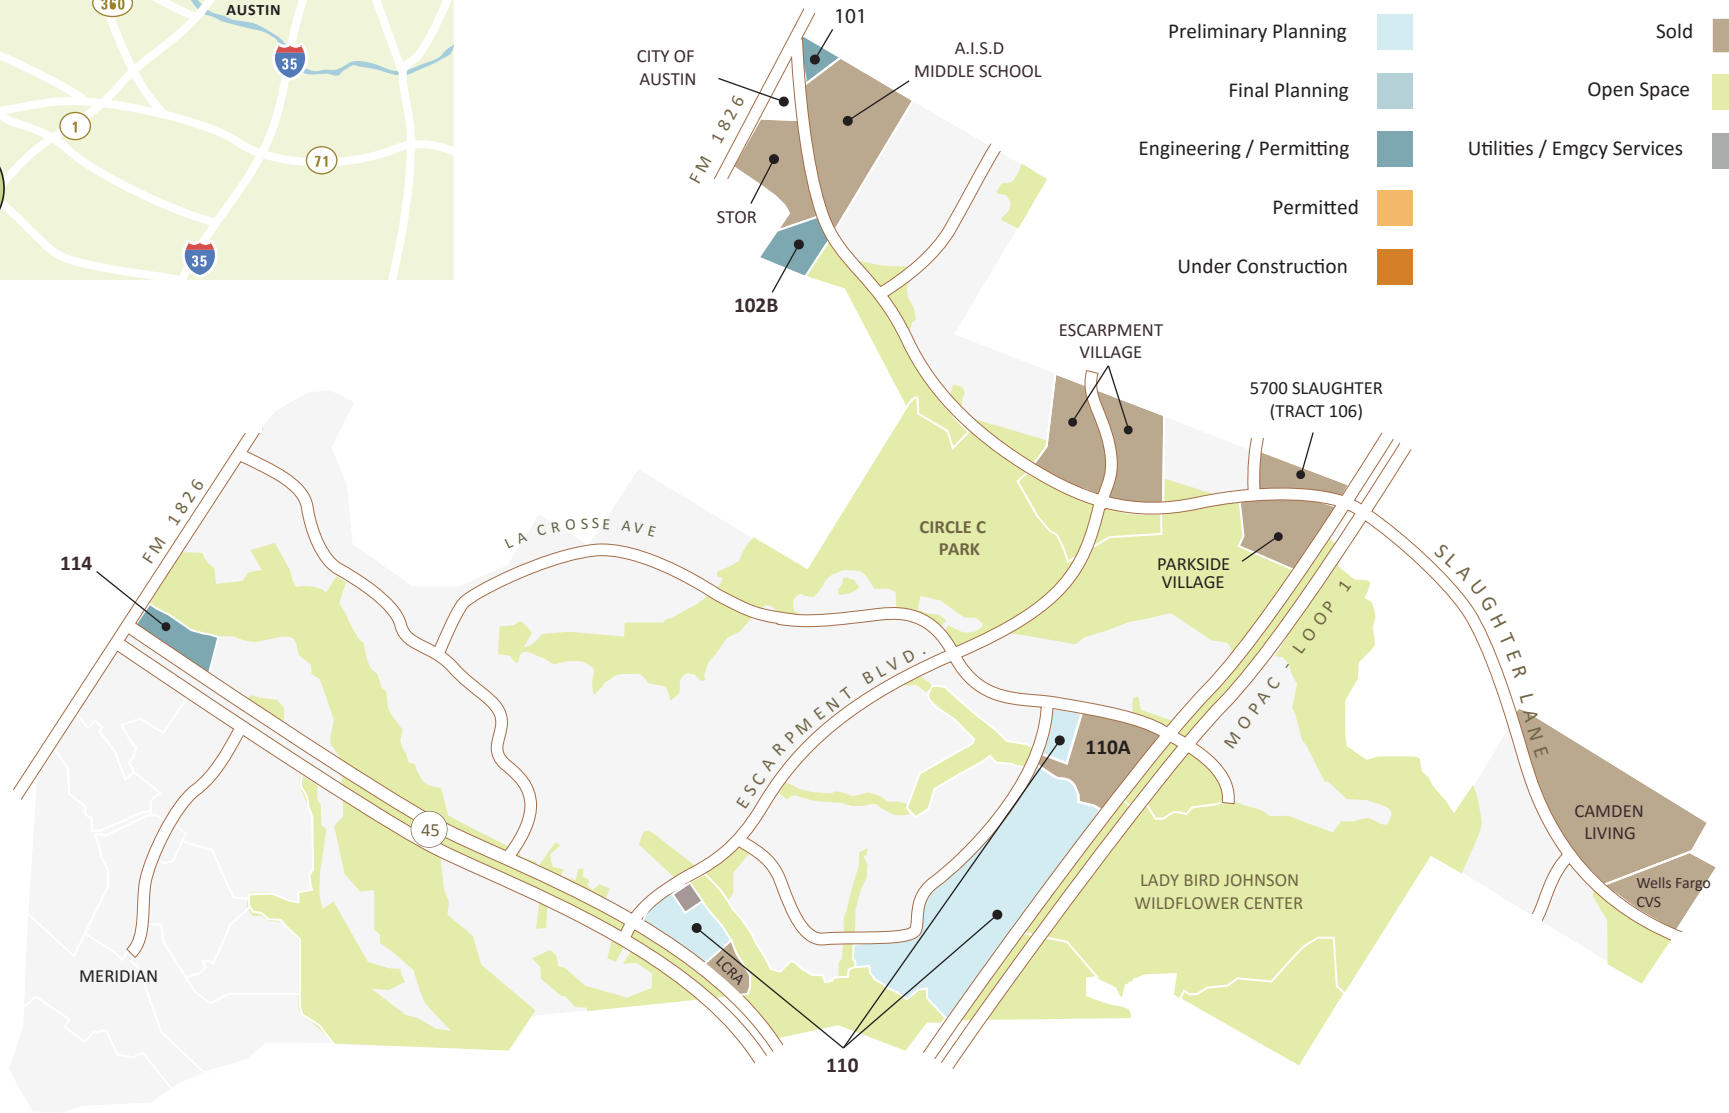 360
AUSTIN
35
1
71
35
101
CITY OF
AUSTIN
A.I.S.D
MIDDLE SCHOOL
FM 1826
STOR
102B
Preliminary Planning
Final Planning
Engineering / Permitting
Permitted
Under Construction
Sold
Open Space
Utilities / Emgcy Services
ESCARPMENT
VILLAGE
5700 SLAUGHTER
(TRACT 106)
FM 1826
114
LA CROSSE AVE
CIRCLE C
PARK
PARKSIDE
VILLAGE
SLAUGHTER LANE
MOPAC - LOOP 1
ESCARPMENT BLVD.
110A
45
CAMDEN
LIVING
Wells Fargo
CVS
LADY BIRD JOHNSON
WILDFLOWER CENTER
LCRA
MERIDIAN
110